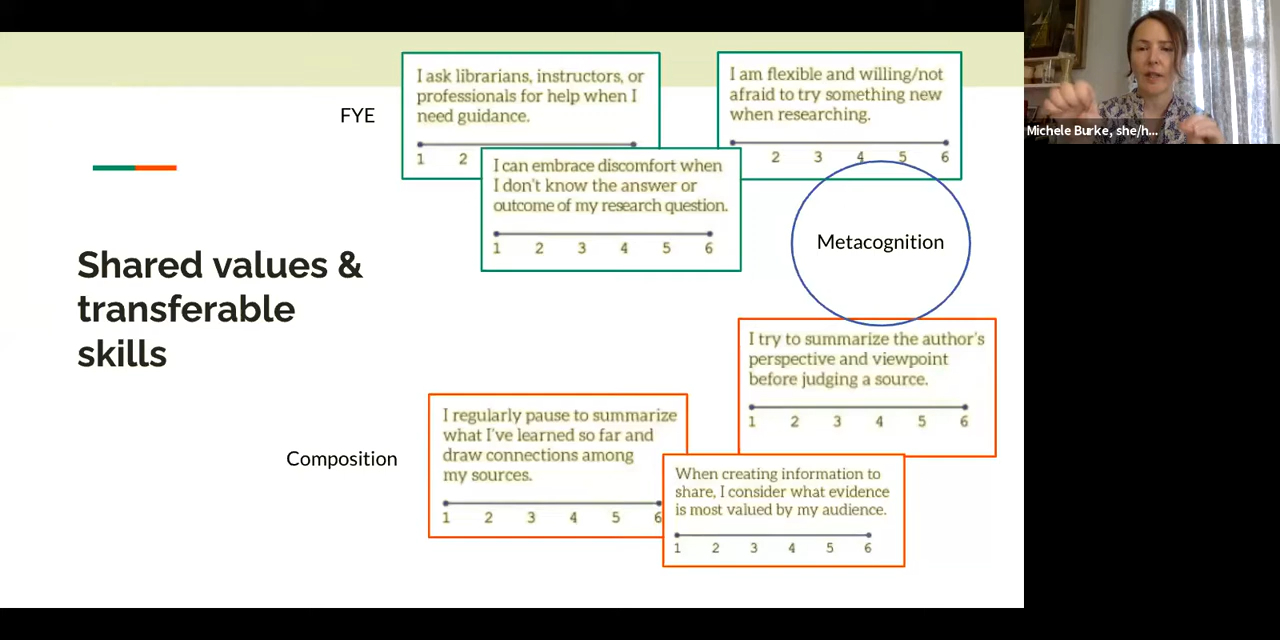 FYE
I ask librarians, instructors, or
professionals for help when I
need guidance.
1 2
I am flexible and willing/not
afraid to try something new
when researching.
2 3 4 5 6
I can embrace discomfort when
I don't know the answer or
outcome of my research question.
1 2 3 4 5 6
Michele Burke, she/h...
Metacognition
Shared values &
transferable
skills
I try to summarize the author's
perspective and viewpoint
before judging a source.
1 2 3 4 5 6
Composition
I regularly pause to summarize
what I've learned so far and
draw connections among
my sources.
1 2 3 4 5 6
When creating information to
share, I consider what evidence
is most valued by my audience.
1 2 3 4 5 6